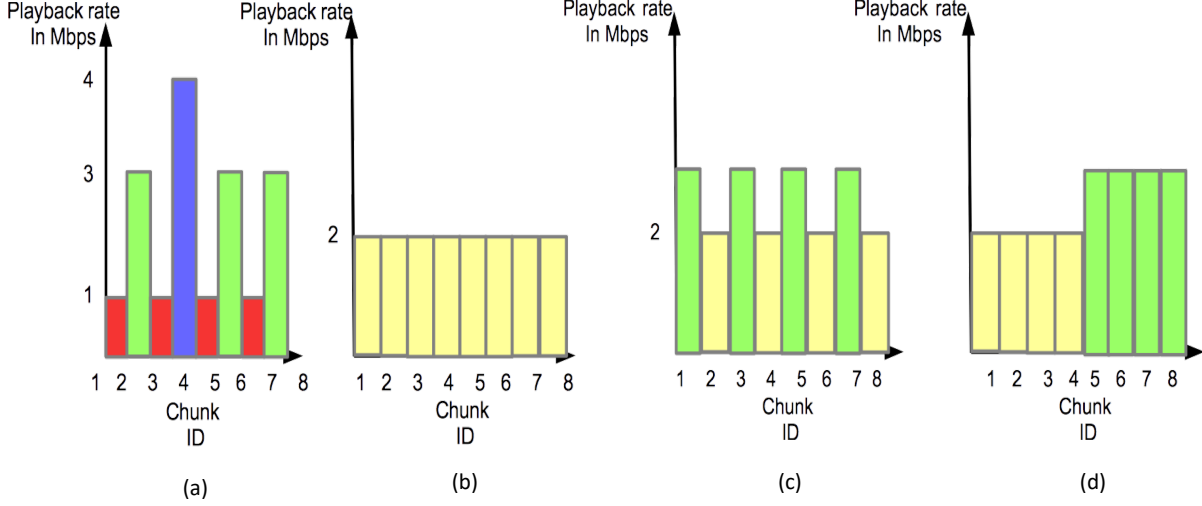 Playback rate
In Mbps
4
3
1
1 2 3 4 5 6 7 8
Chunk
ID
(a)
Playback rate
In Mbps
2
1 2 3 4 5 6 7 8
Chunk
ID
(b)
Playback rate
In Mbps
2
1 2 3 4 5 6 7 8
Chunk
ID
(c)
Playback rate
In Mbps
1 2 3 4 5 6 7 8
Chunk
ID
(d)